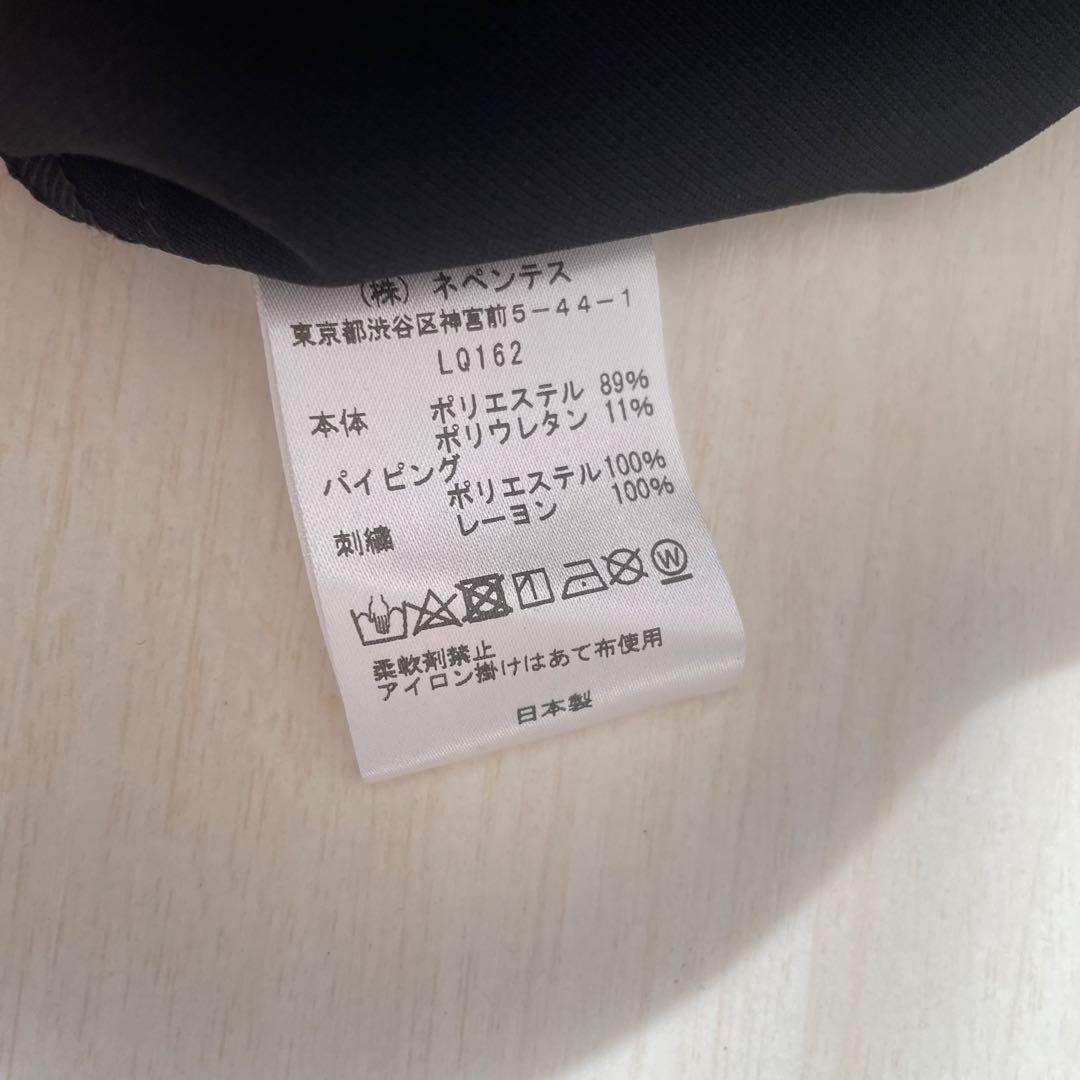 (株) ネペンテス
東京都渋谷区神宮前5-44-1
LQ162
本体 ポリエステル 89%
ポリウレタン 11%
パイピング
ポリエステル 100%
刺繍 レーヨン 100%
W
柔軟剤禁止
アイロン掛けはあて布使用
日本製